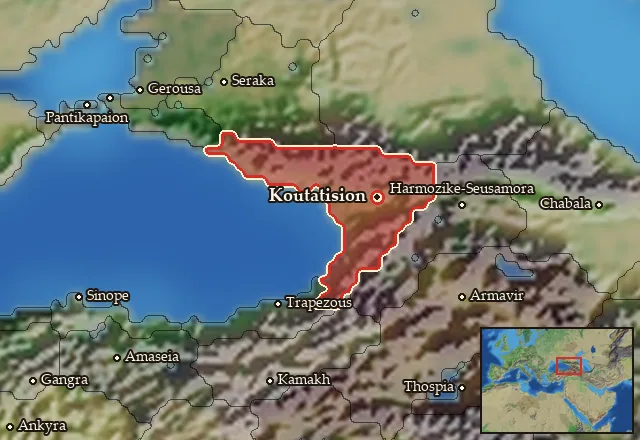 Seraka
Gerousa
Pantikapaion
Harmozike-Seusamora
Koutatision
Chabala
Sinope
Trapezous
Armavir
Amaseia
Gangra
Kamakh
Thospia
Ankyra